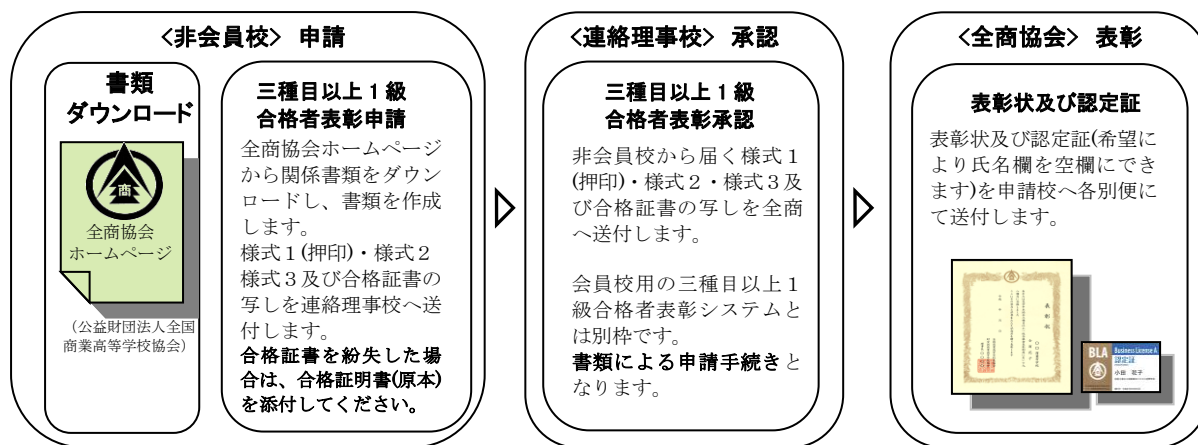 <非会員校> 申請
書類
ダウンロード
商
全商協会
ホームページ
（公益財団法人全国
商業高等学校協会）
三種目以上１級
合格者表彰申請
全商協会ホームページ
から関係書類をダウン
ロードし、書類を作成
します。
様式１(押印)・様式２
様式３及び合格証書の
写しを連絡理事校へ送
付します。
合格証書を紛失した場
合は、合格証明書(原本)
を添付してください。
<連絡理事校> 承認
三種目以上１級
合格者表彰承認
非会員校から届く様式１
(押印)・様式２・様式３及
び合格証書の写しを全商
へ送付します。
会員校用の三種目以上１
級合格者表彰システムと
は別枠です。
書類による申請手続きと
なります。
<全商協会> 表彰
表彰状及び認定証
表彰状及び認定証(希望に
より氏名欄を空欄にでき
ます)を申請校へ各別便に
て送付します。
表彰状
BLA
Business License A
認定証
小田 花子